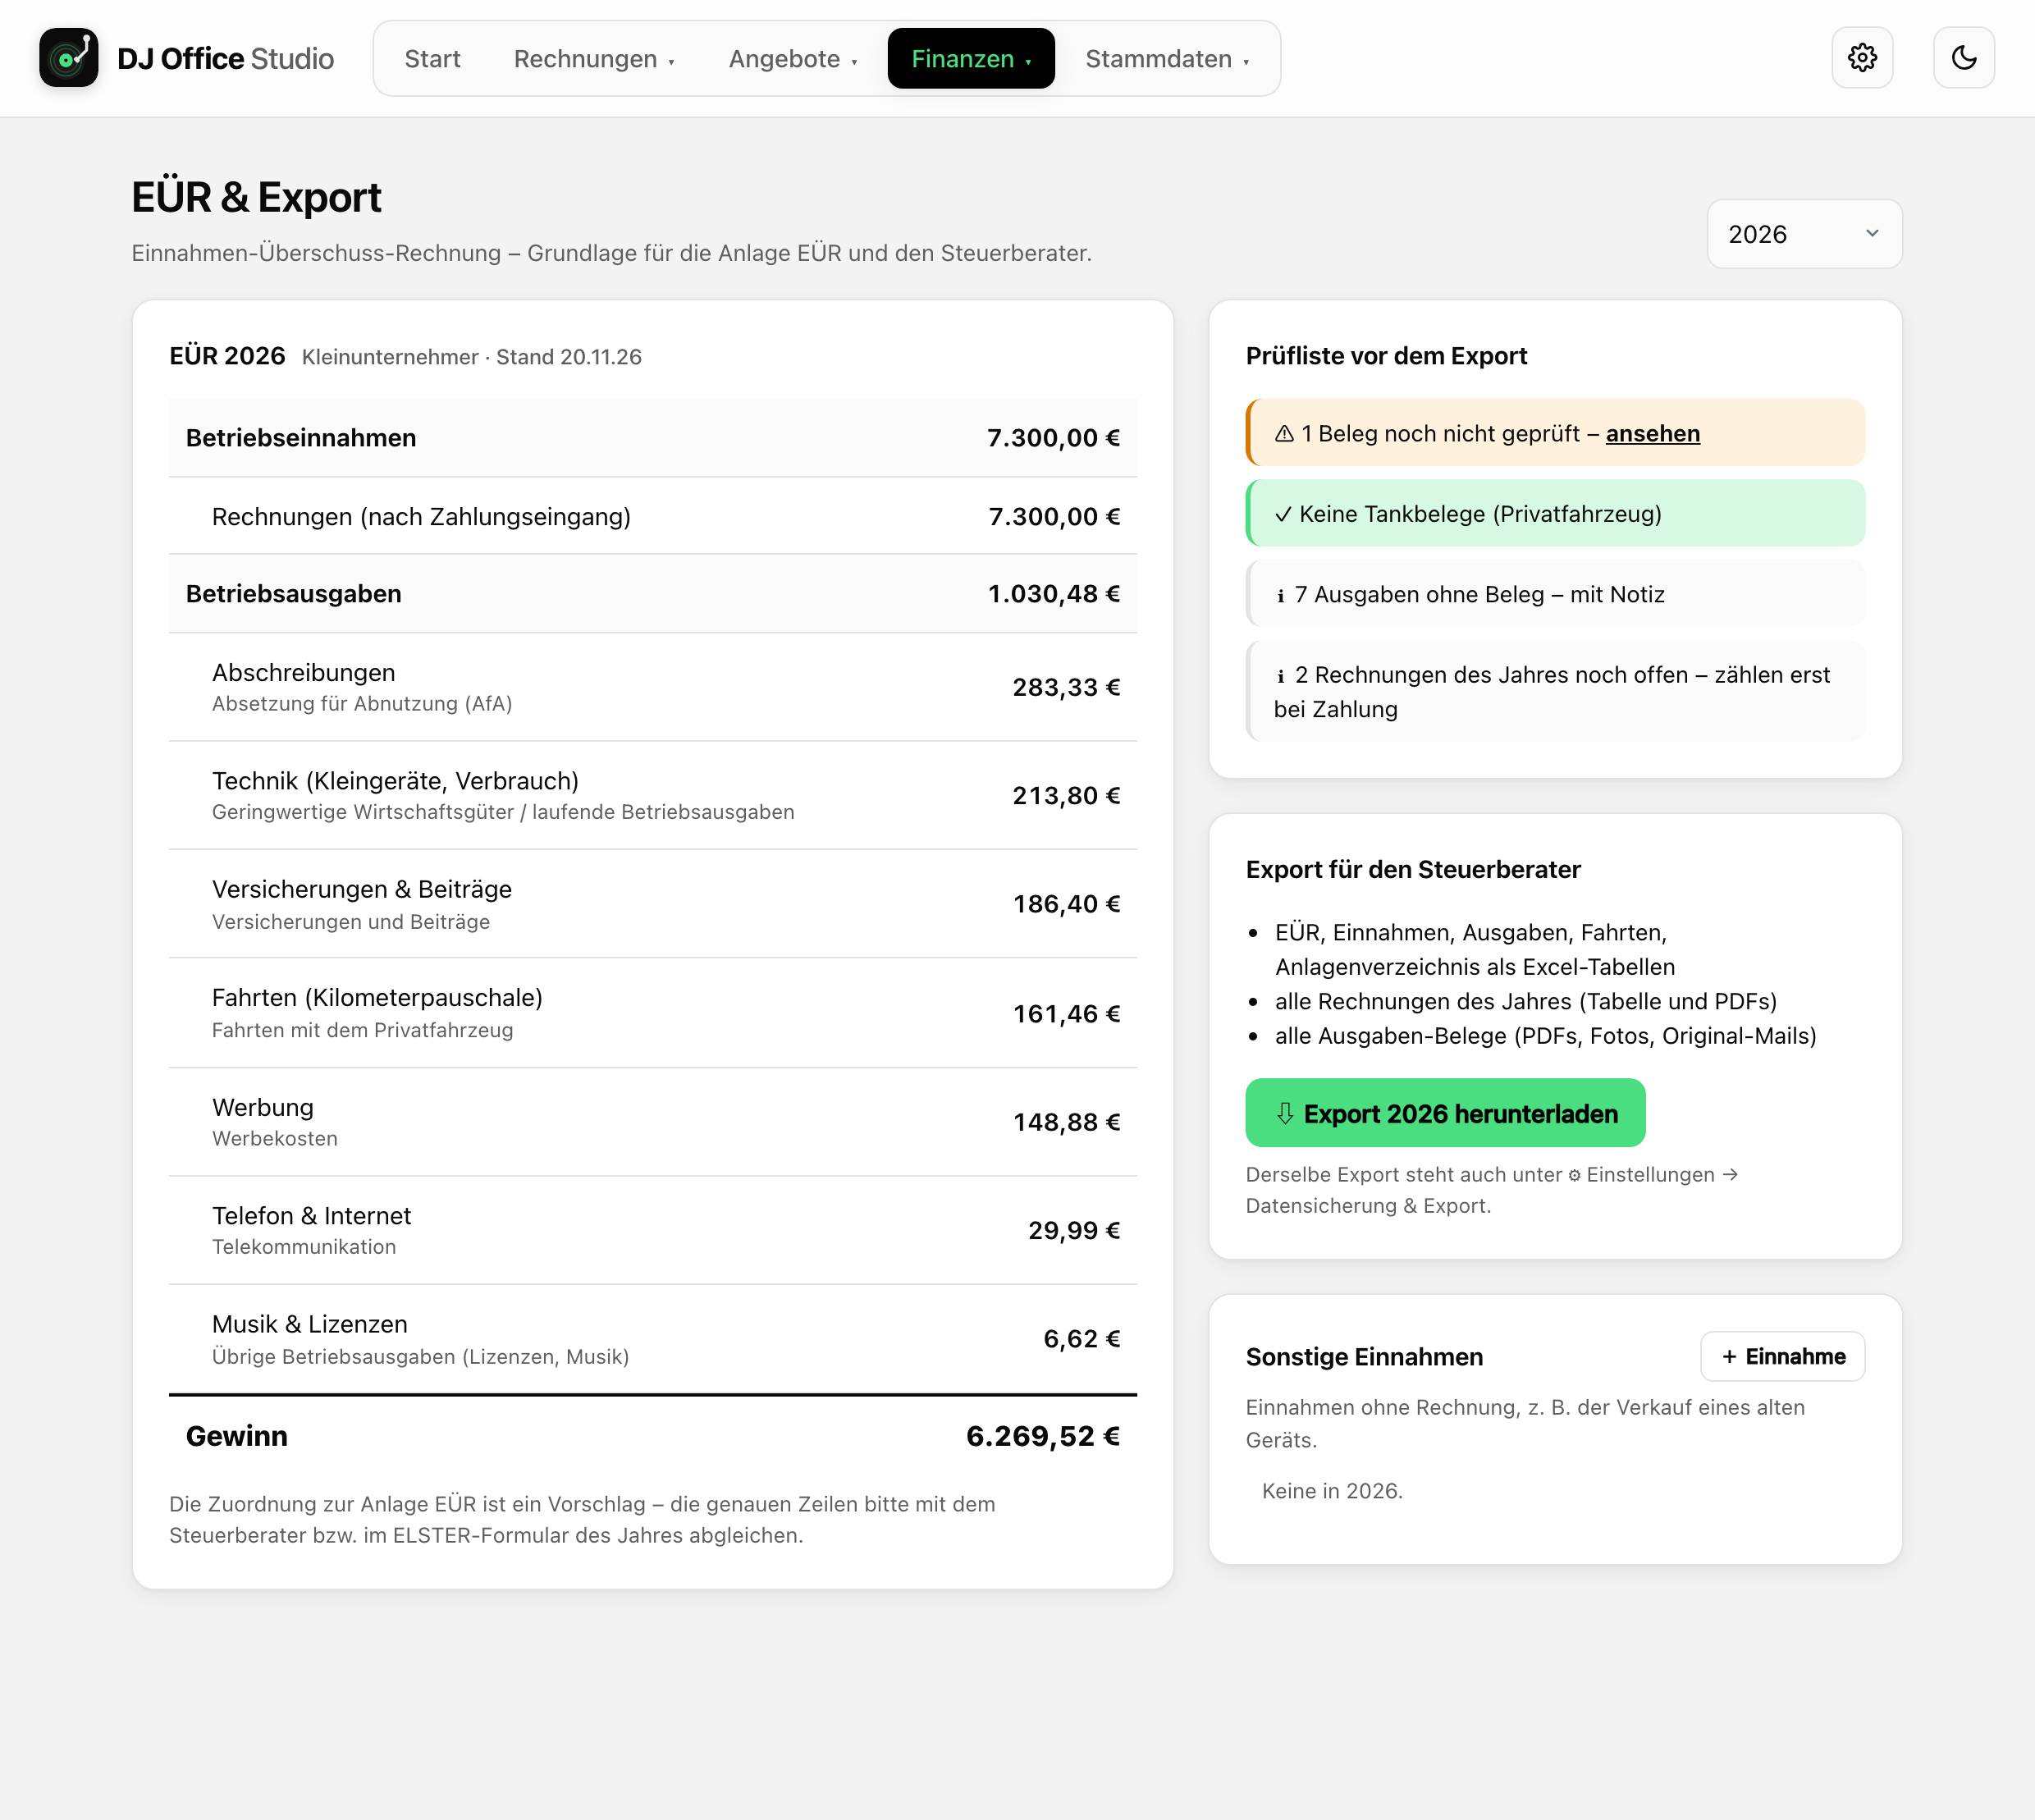 DJ Office Studio
Start
Rechnungen ▾
Angebote ▾
Finanzen ▾
Stammdaten ▾
EÜR & Export
Einnahmen-Überschuss-Rechnung – Grundlage für die Anlage EÜR und den Steuerberater.
2026
EÜR 2026 Kleinunternehmer · Stand 20.11.26
Betriebseinnahmen 7.300,00 €
Rechnungen (nach Zahlungseingang) 7.300,00 €
Betriebsausgaben 1.030,48 €
Abschreibungen
Absetzung für Abnutzung (AfA)
283,33 €
Technik (Kleingeräte, Verbrauch)
Geringwertige Wirtschaftsgüter / laufende Betriebsausgaben
213,80 €
Versicherungen & Beiträge
Versicherungen und Beiträge
186,40 €
Fahrten (Kilometerpauschale)
Fahrten mit dem Privatfahrzeug
161,46 €
Werbung
Werbekosten
148,88 €
Telefon & Internet
Telekommunikation
29,99 €
Musik & Lizenzen
Übrige Betriebsausgaben (Lizenzen, Musik)
6,62 €
Gewinn 6.269,52 €
Die Zuordnung zur Anlage EÜR ist ein Vorschlag – die genauen Zeilen bitte mit dem
Steuerberater bzw. im ELSTER-Formular des Jahres abgleichen.
Prüfliste vor dem Export
⚠ 1 Beleg noch nicht geprüft – ansehen
✓ Keine Tankbelege (Privatfahrzeug)
ℹ 7 Ausgaben ohne Beleg – mit Notiz
ℹ 2 Rechnungen des Jahres noch offen – zählen erst
bei Zahlung
Export für den Steuerberater
• EÜR, Einnahmen, Ausgaben, Fahrten,
Anlagenverzeichnis als Excel-Tabellen
• alle Rechnungen des Jahres (Tabelle und PDFs)
• alle Ausgaben-Belege (PDFs, Fotos, Original-Mails)
⇩ Export 2026 herunterladen
Derselbe Export steht auch unter ⚙ Einstellungen →
Datensicherung & Export.
Sonstige Einnahmen
+ Einnahme
Einnahmen ohne Rechnung, z. B. der Verkauf eines alten
Geräts.
Keine in 2026.